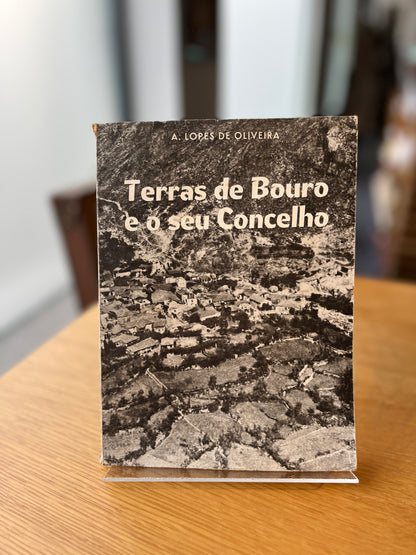 A. LOPES DE OLIVEIRA
Terras de Bouro
e o seu Concelho